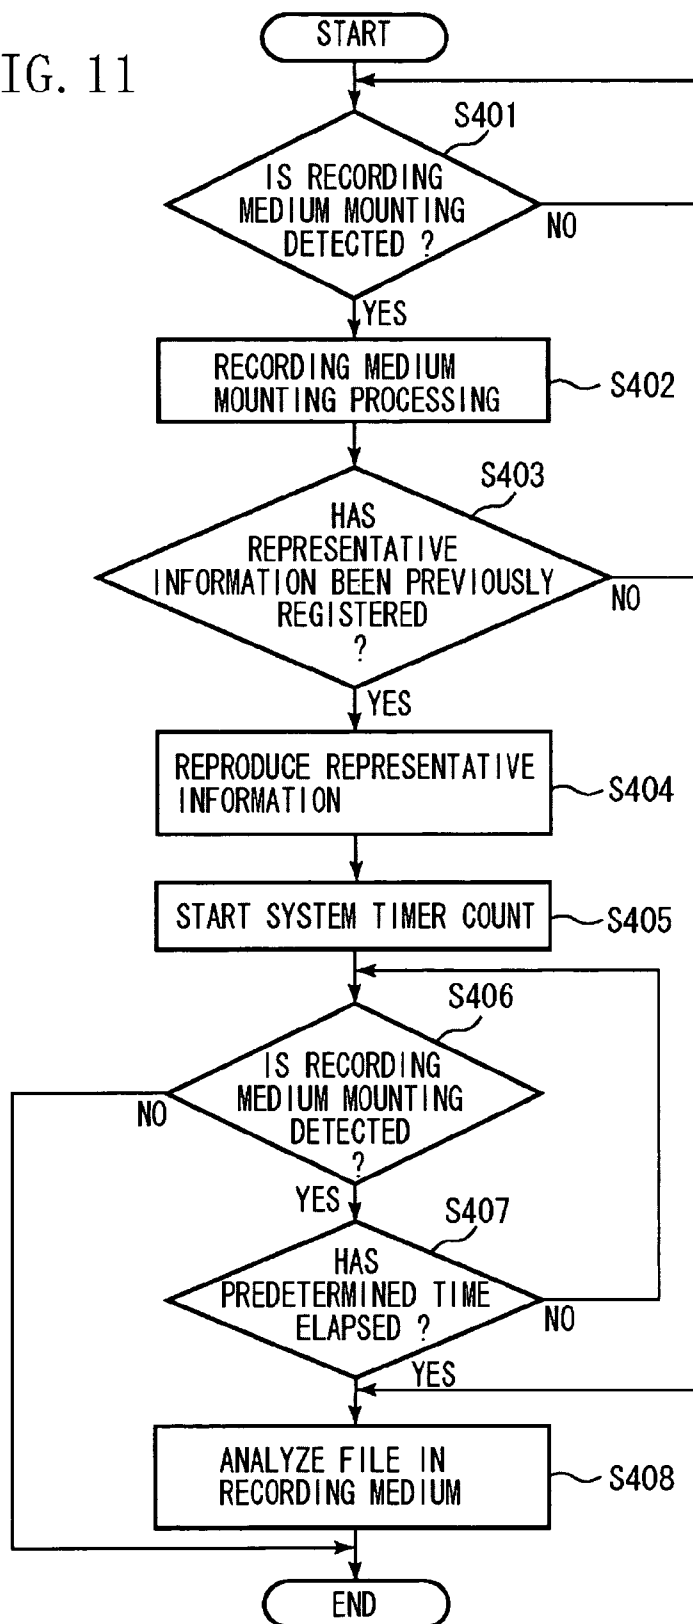 START
IG. 11
S401
IS RECORDING
MEDIUM MOUNTING
DETECTED ?
NO
YES
RECORDING MEDIUM
MOUNTING PROCESSING
S402
S403
HAS
REPRESENTATIVE
INFORMATION BEEN PREVIOUSLY
REGISTERED
?
NO
YES
REPRODUCE REPRESENTATIVE
INFORMATION
S404
START SYSTEM TIMER COUNT
S405
S406
IS RECORDING
MEDIUM MOUNTING
DETECTED
?
NO
YES
S407
HAS
PREDETERMINED TIME
ELAPSED ?
NO
YES
ANALYZE FILE IN
RECORDING MEDIUM
S408
END